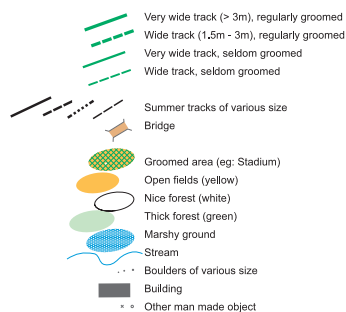 Very wide track (> 3m), regularly groomed
Wide track (1.5m - 3m), regularly groomed
Very wide track, seldom groomed
Wide track, seldom groomed
Summer tracks of various size
Bridge
Groomed area (eg: Stadium)
Open fields (yellow)
Nice forest (white)
Thick forest (green)
Marshy ground
Stream
Boulders of various size
Building
Other man made object